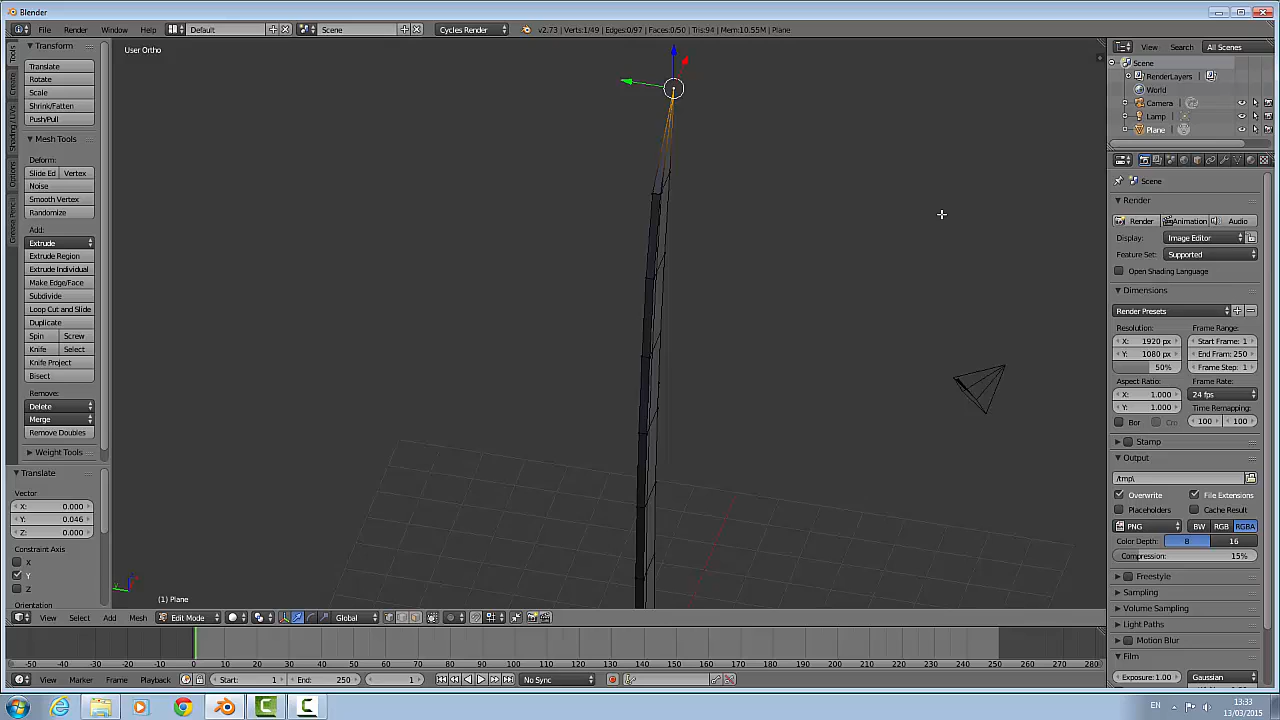 Blender
File Render Window Help Default Scene Cycles Render v2.73 | Verts:1/49 | Edges:0/97 | Faces:0/50 | Tris:94 | Mem:10.55M | Plane
Transform
Translate
Rotate
Scale
Shrink/Fatten
Push/Pull
Mesh Tools
Deform:
Slide Ed Vertex
Noise
Smooth Vertex
Randomize
Add:
Extrude
Extrude Region
Extrude Individual
Make Edge/Face
Subdivide
Loop Cut and Slide
Duplicate
Spin Screw
Knife Select
Knife Project
Bisect
Remove:
Delete
Merge
Remove Doubles
Weight Tools
Tools
Create
Shading / UVs
Options
Grease Pencil
Translate
Vector
X: 0.000
Y: 0.046
Z: 0.000
Constraint Axis
X
Y
Z
Orientation
User Ortho
(1) Plane
View Select Add Mesh Edit Mode Global
-50 -40 -30 -20 -10 0 10 20 30 40 50 60 70 80 90 100 110 120 130 140 150 160 170 180 190 200 210 220 230 240 250 260 270 280
View Marker Frame Playback Start: 1 End: 250 1 No Sync
View Search All Scenes
Scene
RenderLayers
World
Camera
Lamp
Plane
Scene
Render
Render Animation Audio
Display: Image Editor
Feature Set: Supported
Open Shading Language
Dimensions
Render Presets
Resolution: Frame Range:
X: 1920 px Start Frame: 1
Y: 1080 px End Fram: 250
50% Frame Step: 1
Aspect Ratio: Frame Rate:
X: 1.000 24 fps
Y: 1.000 Time Remapping:
Bor Cro 100 100
Stamp
Output
/tmp\
Overwrite File Extensions
Placeholders Cache Result
PNG BW RGB RGBA
Color Depth: 8 16
Compression: 15%
Freestyle
Sampling
Volume Sampling
Light Paths
Motion Blur
Film
Exposure: 1.00 Gaussian
EN 13:33
13/03/2015